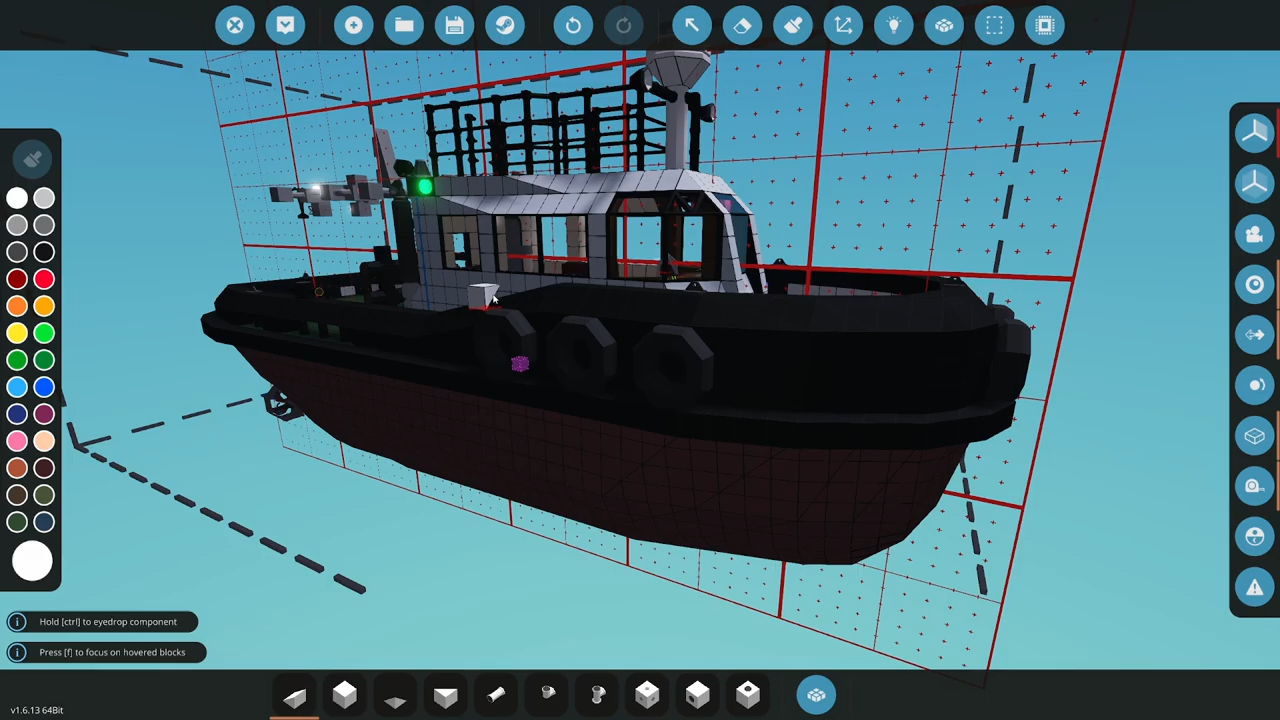 Hold [ctrl] to eyedrop component
Press [f] to focus on hovered blocks
v1.6.13 64Bit